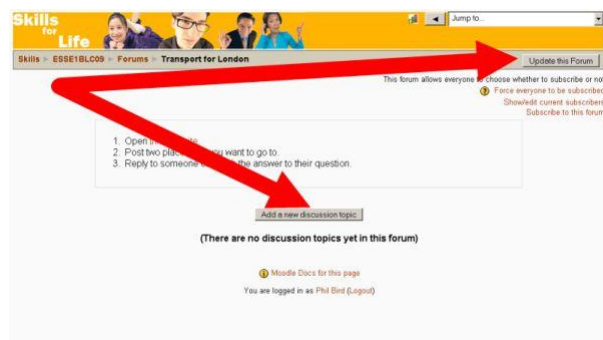 Skills
for
Life
Jump to...
Skills ► ESSE1BLC09 ► Forums ► Transport for London
Update this Forum
This forum allows everyone to choose whether to subscribe or not
Force everyone to be subscribed
Show/edit current subscribers
Subscribe to this forum
1. Open
2. Post two you want to go to.
3. Reply to someone the answer to their question.
Add a new discussion topic
(There are no discussion topics yet in this forum)
Moodle Docs for this page
You are logged in as Phil Bird (Logout)